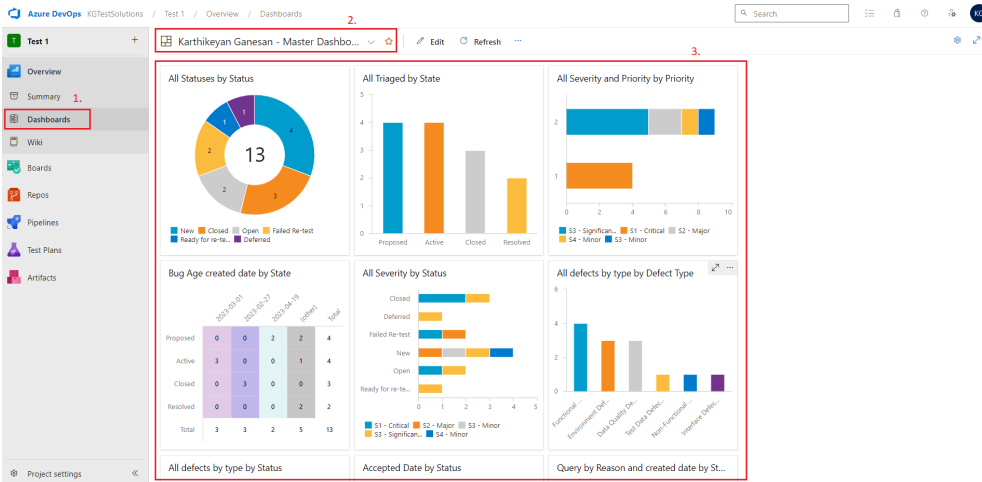 Azure DevOps KGTestSolutions / Test 1 / Overview / Dashboards
Search
KG
2.
T Test 1 +
Karthikeyan Ganesan - Master Dashbo...
Edit Refresh ...
3.
Overview
Summary
1.
Dashboards
Wiki
Boards
Repos
Pipelines
Test Plans
Artifacts
Project settings
All Statuses by Status
4
3
2
2
1
1
13
New Closed Open Failed Re-test
Ready for re-te... Deferred
All Triaged by State
5
4
3
2
1
0
Proposed Active Closed Resolved
All Severity and Priority by Priority
2
1
0 2 4 6 8 10
S3 - Significan... S1 - Critical S2 - Major
S4 - Minor S3 - Minor
Bug Age created date by State
2023-03-01 2023-02-27 2023-04-19 (other) Total
Proposed 0 0 2 2 4
Active 3 0 0 1 4
Closed 0 3 0 0 3
Resolved 0 0 0 2 2
Total 3 3 2 5 13
All Severity by Status
Closed
Deferred
Failed Re-test
New
Open
Ready for re-te...
0 1 2 3 4 5
S1 - Critical S2 - Major S3 - Minor
S3 - Significan... S4 - Minor
All defects by type by Defect Type
...
6
4
2
0
Functional ... Environment Def... Data Quality De... Test Data Defec... Non-Functional ... Interface Defec...
All defects by type by Status
Accepted Date by Status
Query by Reason and created date by St...